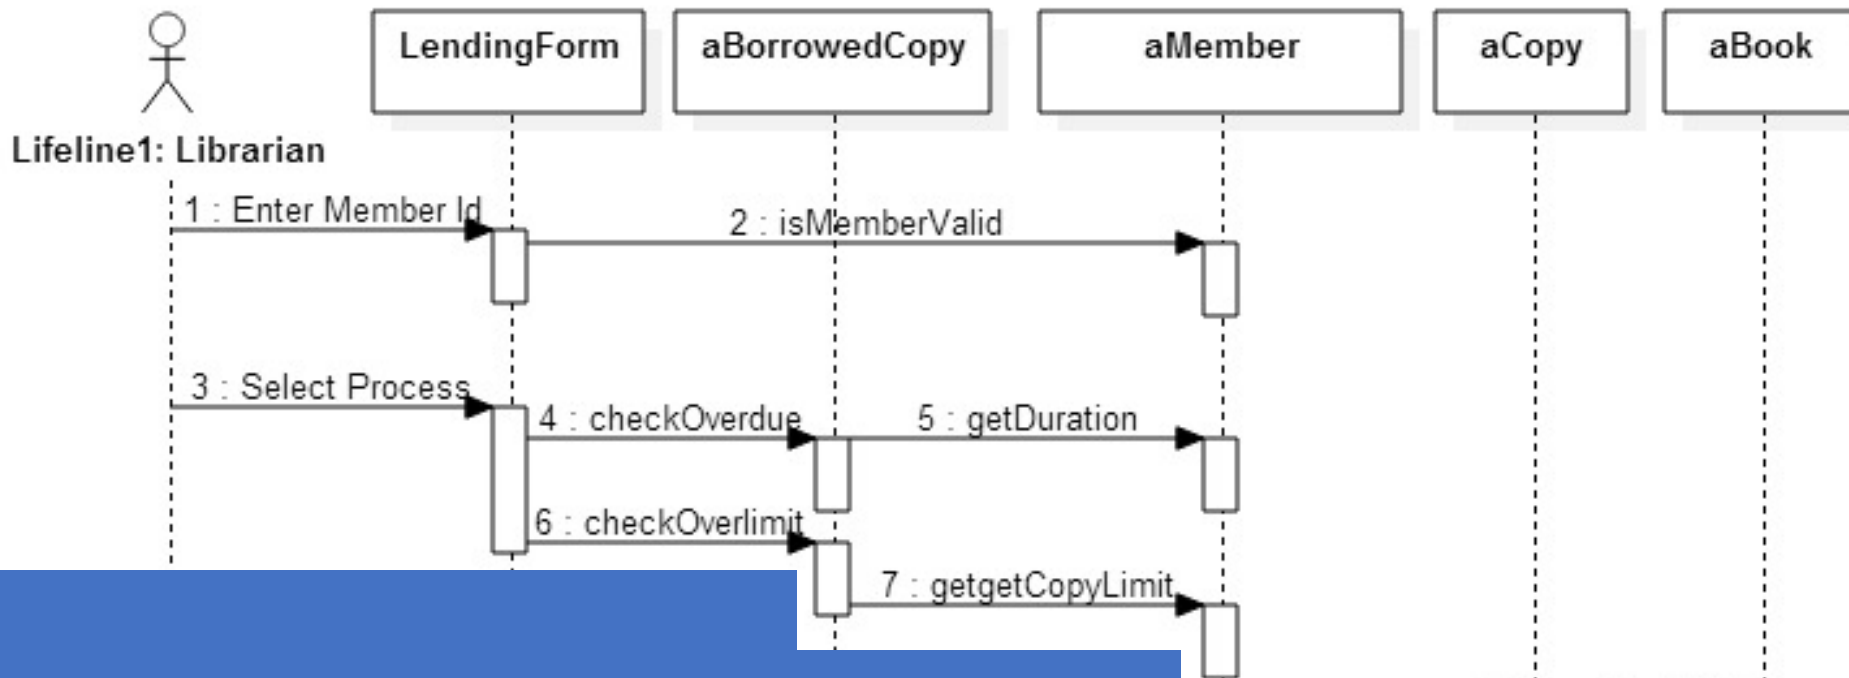 LendingForm
aBorrowedCopy
aMember
aCopy
aBook
Lifeline1: Librarian
1 : Enter Member Id
2 : isMemberValid
3 : Select Process
4 : checkOverdue
5 : getDuration
6 : checkOverlimit
7 : getgetCopyLimit